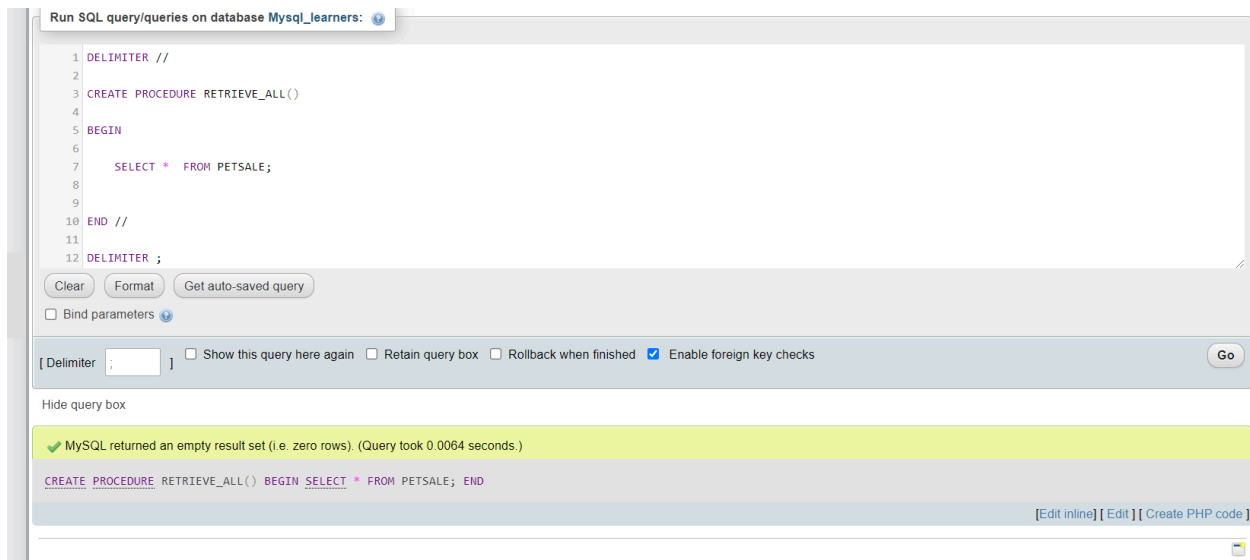 Run SQL query/queries on database Mysql_learners:
1 DELIMITER //
2
3 CREATE PROCEDURE RETRIEVE_ALL()
4
5 BEGIN
6
7     SELECT *  FROM PETSALE;
8
9
10 END //
11
12 DELIMITER ;
Clear Format Get auto-saved query
Bind parameters
[ Delimiter ; ] Show this query here again Retain query box Rollback when finished Enable foreign key checks Go
Hide query box
MySQL returned an empty result set (i.e. zero rows). (Query took 0.0064 seconds.)
CREATE PROCEDURE RETRIEVE_ALL() BEGIN SELECT * FROM PETSALE; END
[Edit inline] [ Edit ] [ Create PHP code ]